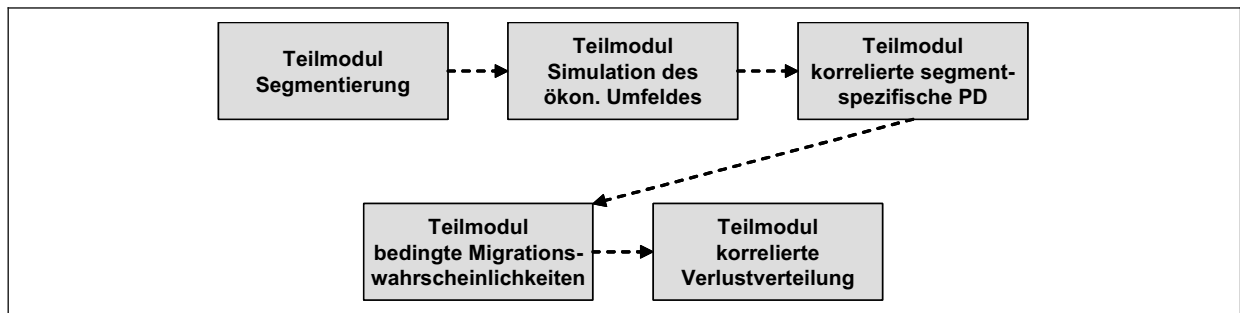 Teilmodul
Segmentierung
Teilmodul
Simulation des
ökon. Umfeldes
Teilmodul
korrelierte segment-
spezifische PD
Teilmodul
bedingte Migrations-
wahrscheinlichkeiten
Teilmodul
korrelierte
Verlustverteilung